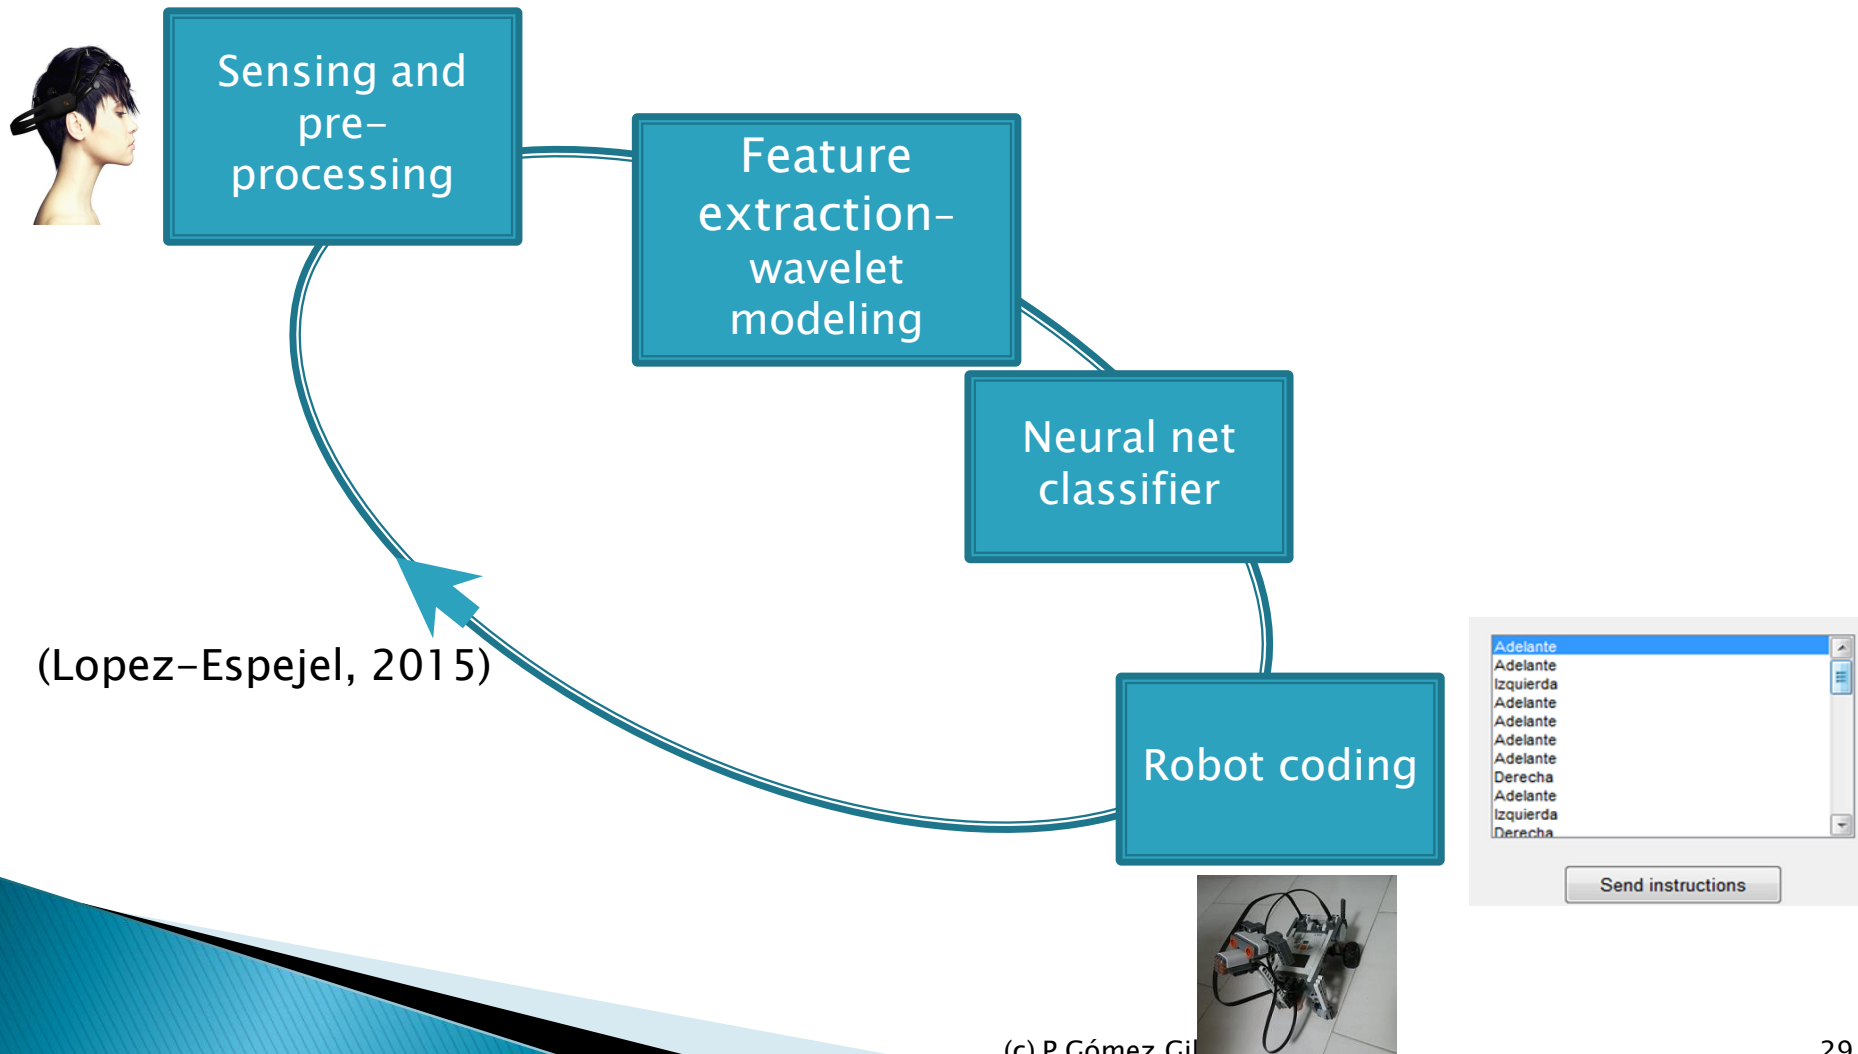 Sensing and
pre-
processing
Feature
extraction-
wavelet
modeling
Neural net
classifier
(Lopez-Espejel, 2015)
Robot coding
Adelante
Adelante
Izquierda
Adelante
Adelante
Adelante
Adelante
Derecha
Adelante
Izquierda
Derecha
Send instructions
(c) P.Gómez Gil
29